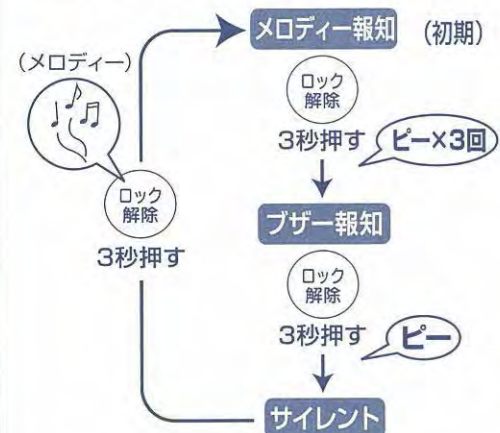 メロディー報知 (初期)
ロック
解除
3秒押す
ピー×3回
ブザー報知
ロック
解除
3秒押す
ピー
サイレント
(メロディー)
ロック
解除
3秒押す